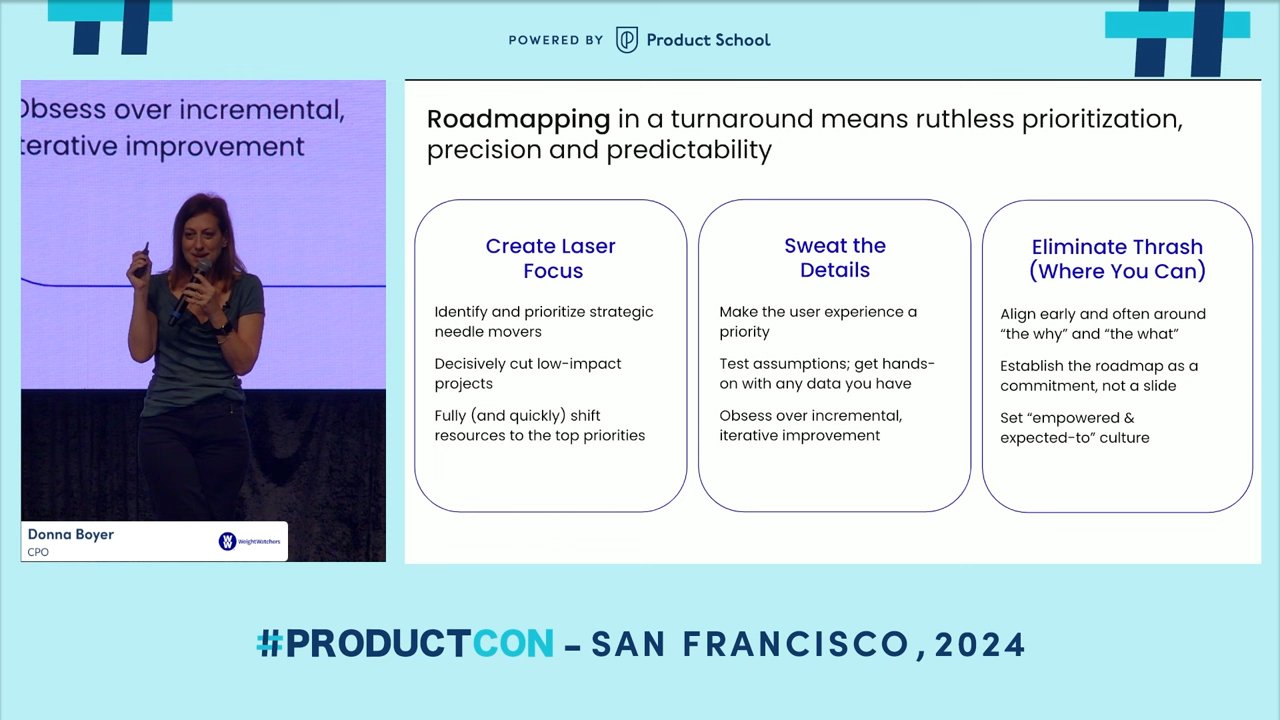 POWERED BY Product School
Obsess over incremental,
terative improvement
Donna Boyer
CPO
WW WeightWatchers
Roadmapping in a turnaround means ruthless prioritization,
precision and predictability
Create Laser
Focus
Identify and prioritize strategic
needle movers
Decisively cut low-impact
projects
Fully (and quickly) shift
resources to the top priorities
Sweat the
Details
Make the user experience a
priority
Test assumptions; get hands-
on with any data you have
Obsess over incremental,
iterative improvement
Eliminate Thrash
(Where You Can)
Align early and often around
“the why” and “the what”
Establish the roadmap as a
commitment, not a slide
Set “empowered &
expected-to” culture
#PRODUCTCON – SAN FRANCISCO, 2024